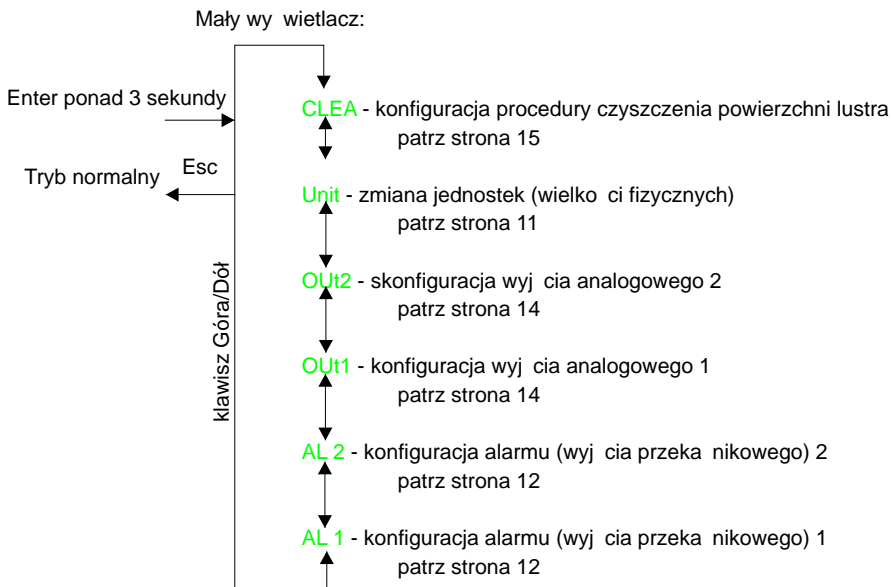 Mały wy wietlacz:
Enter ponad 3 sekundy
CLEA - konfiguracja procedury czyszczenia powierzchni lustra
patrz strona 15
Esc
Tryb normalny
Unit - zmiana jednostek (wielko ci fizycznych)
patrz strona 11
klawisz Góra/Dół
OUt2 - skonfiguracja wyj cia analogowego 2
patrz strona 14
OUt1 - konfiguracja wyj cia analogowego 1
patrz strona 14
AL 2 - konfiguracja alarmu (wyj cia przeka nikowego) 2
patrz strona 12
AL 1 - konfiguracja alarmu (wyj cia przeka nikowego) 1
patrz strona 12